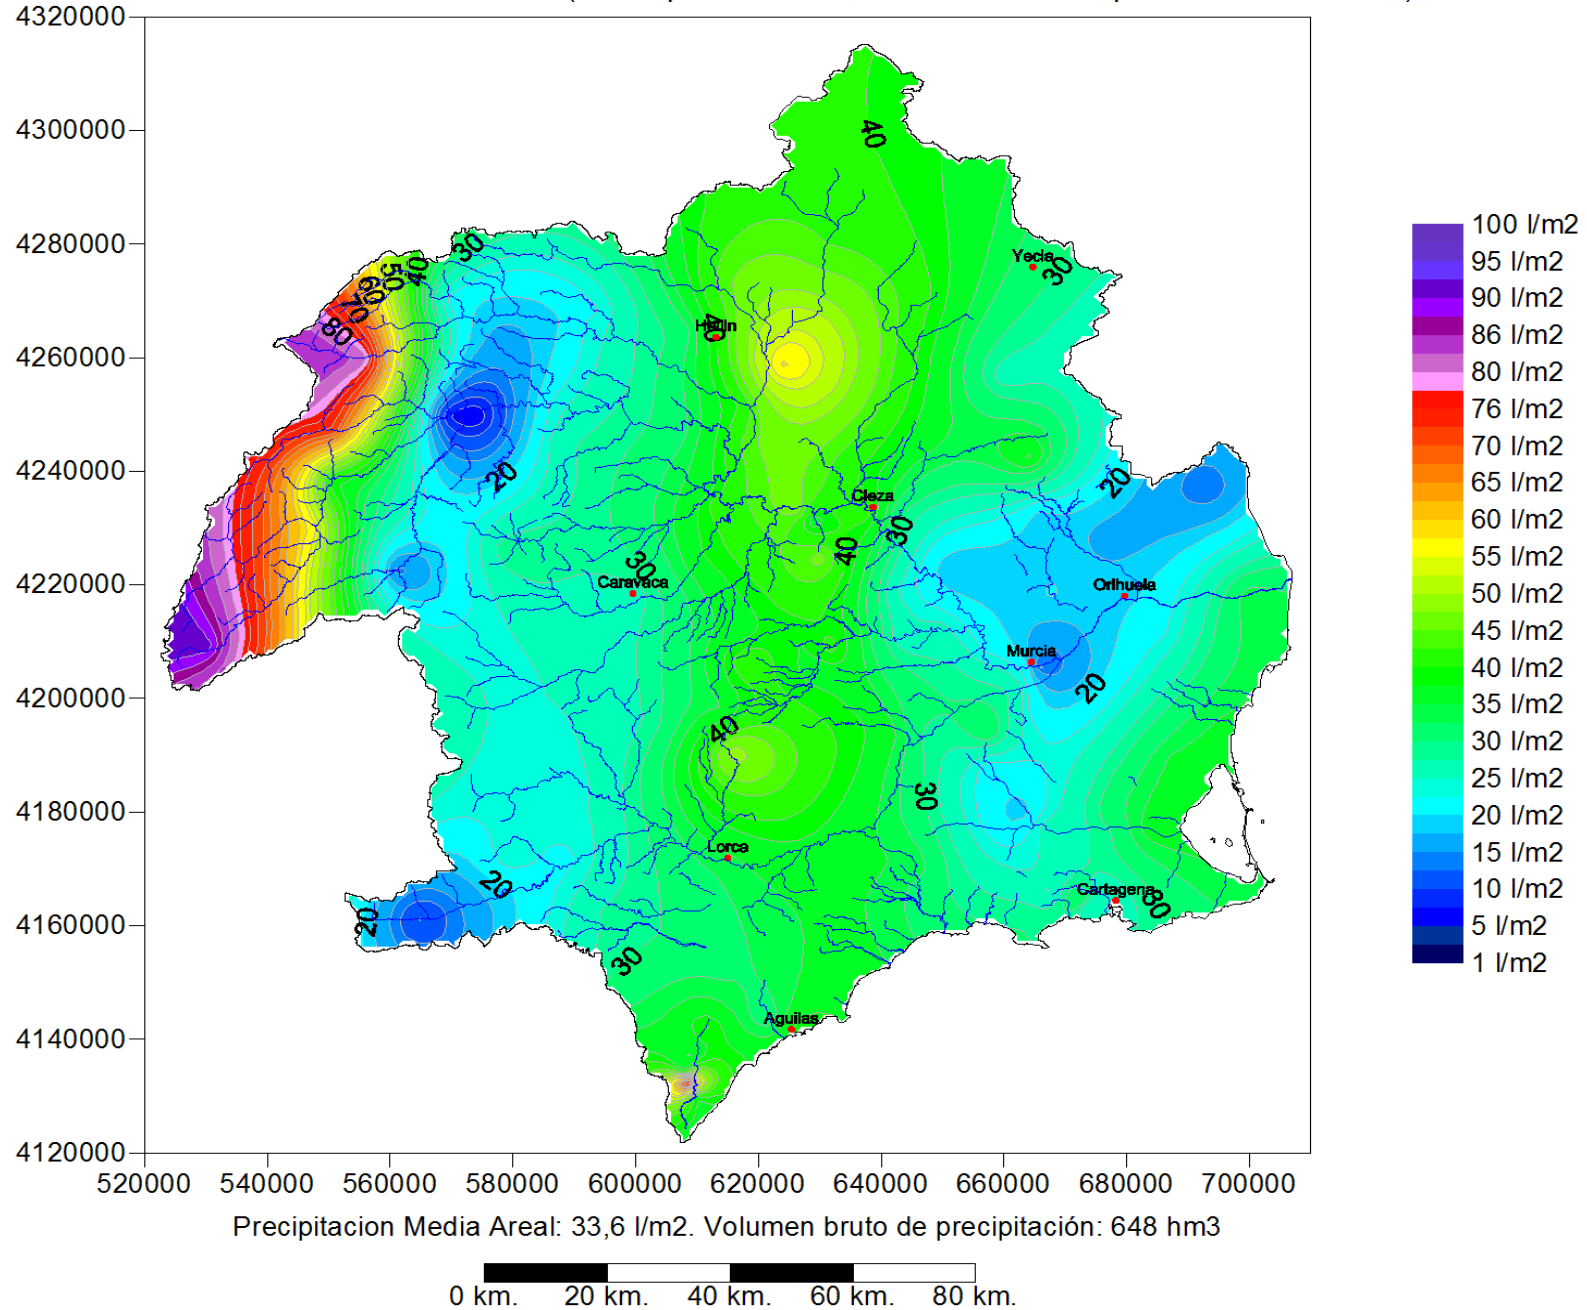 4320000
4300000
40
4280000
30
Yecla
30
50
40
60
70
80
Hellin
40
4260000
4240000
20
20
Cieza
30
40
30
Caravaca
4220000
Orihuela
Murcia
20
4200000
40
30
4180000
Lorca
20
20
Cartagena
30
4160000
30
Aguilas
4140000
4120000
520000 540000 560000 580000 600000 620000 640000 660000 680000 700000
100 l/m2
95 l/m2
90 l/m2
86 l/m2
80 l/m2
76 l/m2
70 l/m2
65 l/m2
60 l/m2
55 l/m2
50 l/m2
45 l/m2
40 l/m2
35 l/m2
30 l/m2
25 l/m2
20 l/m2
15 l/m2
10 l/m2
5 l/m2
1 l/m2
Precipitacion Media Areal: 33,6 l/m2. Volumen bruto de precipitación: 648 hm3
0 km. 20 km. 40 km. 60 km. 80 km.